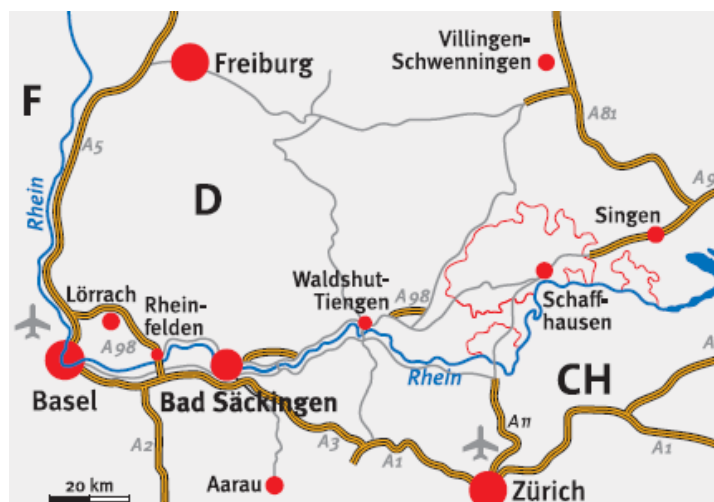 Villingen-
Schwenningen
Freiburg
F
A5
A81
D
Rhein
Singen
Waldshut-
Tiengen
A98
Lörrach
Rhein-
felden
Schaff-
hausen
A98
Rhein
CH
Basel
Bad Säckingen
A11
A2
A3
A1
A1
Aarau
Zürich
20 km